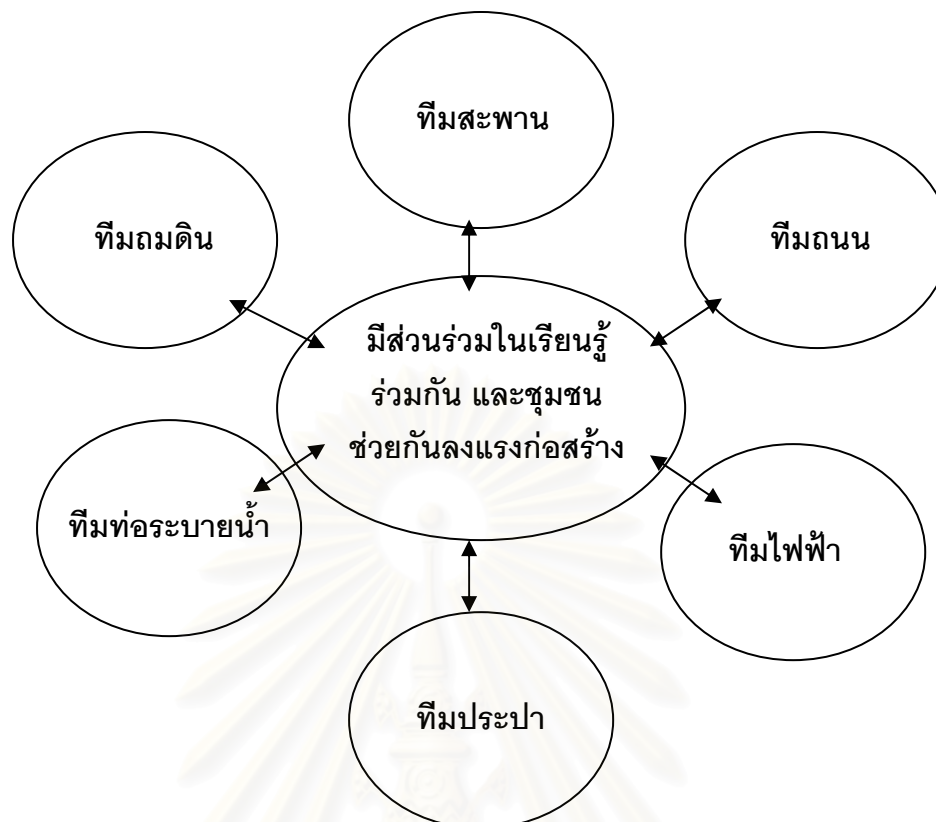 ทีมสะพาน
ทีมถมดิน
ทีมถนน
มีส่วนร่วมในเรียนรู้
ร่วมกัน และชุมชน
ช่วยกันลงแรงก่อสร้าง
ทีมท่อระบายน้ำ
ทีมไฟฟ้า
ทีมประปา